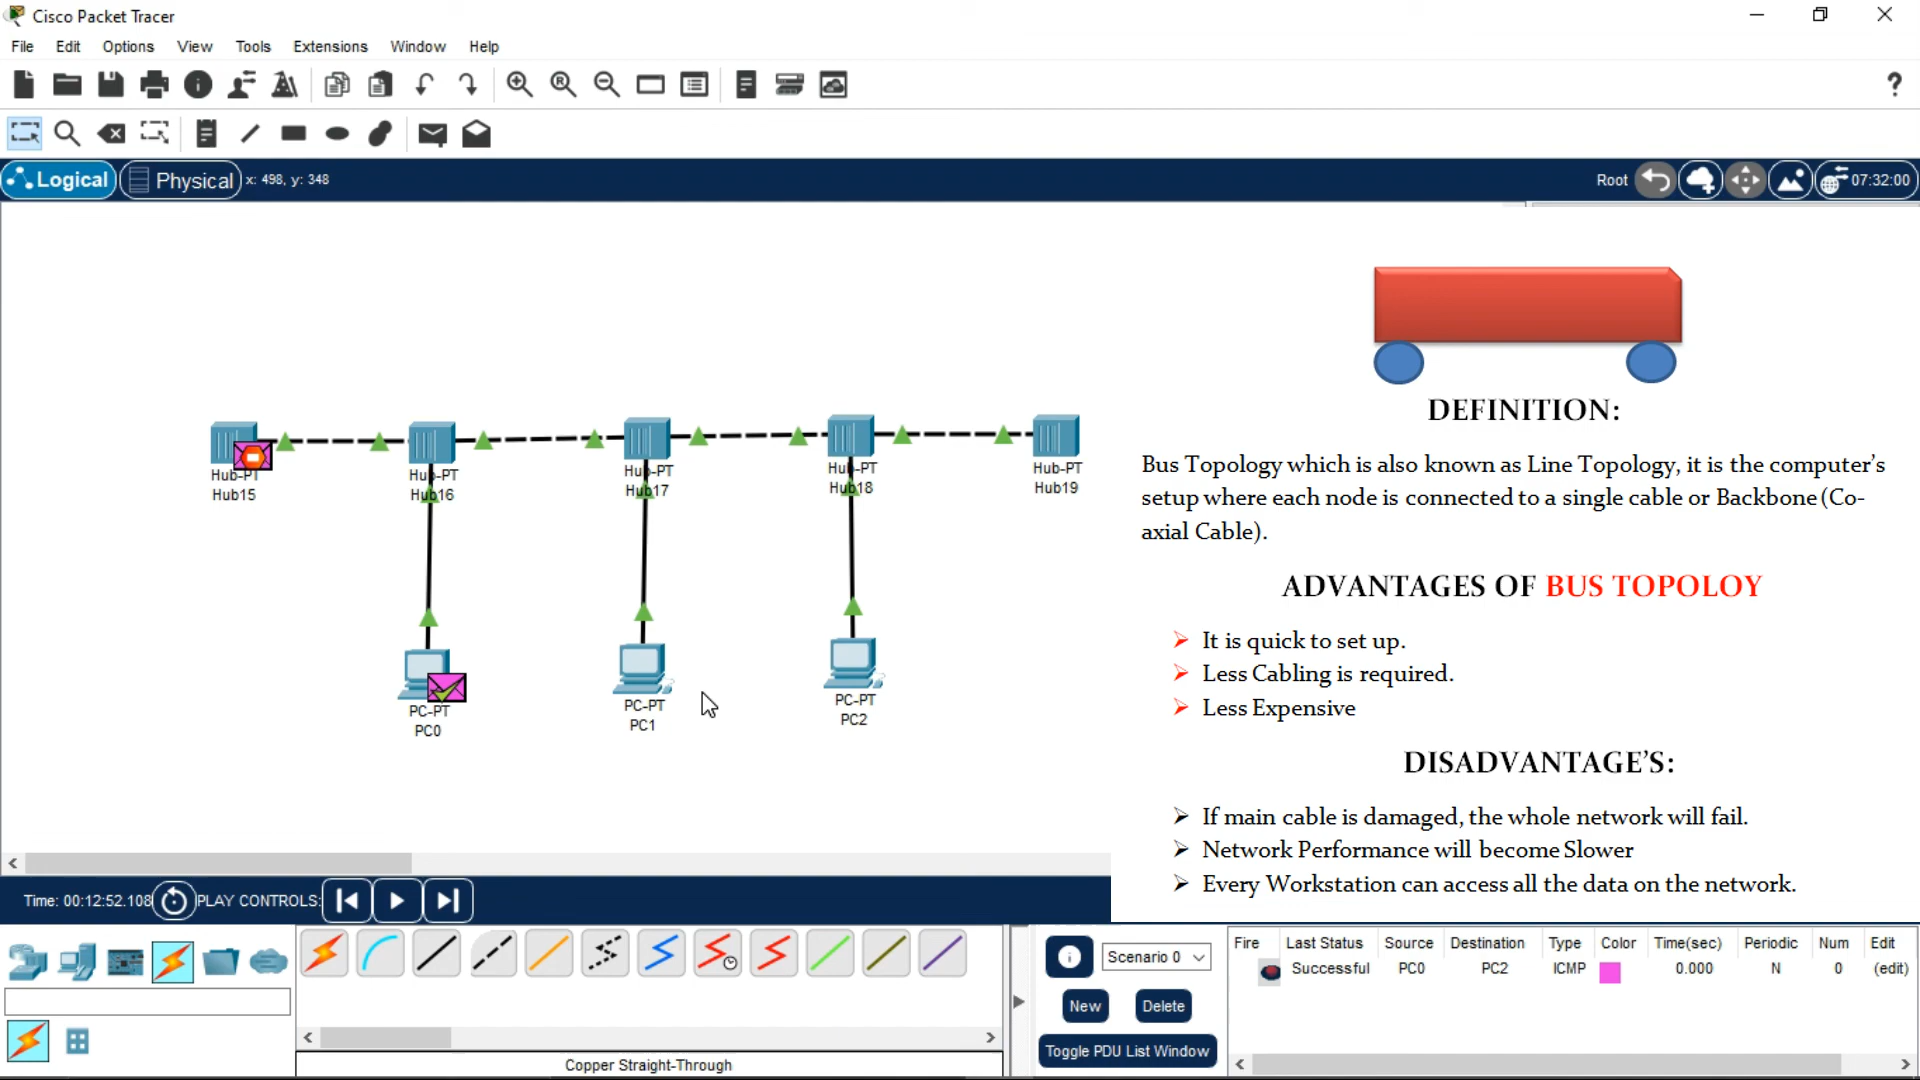 Cisco Packet Tracer
File Edit Options View Tools Extensions Window Help
Logical Physical x: 498, y: 348 Root 07:32:00
DEFINITION:
Bus Topology which is also known as Line Topology, it is the computer's
setup where each node is connected to a single cable or Backbone (Co-
axial Cable).
ADVANTAGES OF BUS TOPOLOY
It is quick to set up.
Less Cabling is required.
Less Expensive
DISADVANTAGE'S:
If main cable is damaged, the whole network will fail.
Network Performance will become Slower
Every Workstation can access all the data on the network.
Hub-PT
Hub15
Hub-PT
Hub16
Hub-PT
Hub17
Hub-PT
Hub18
Hub-PT
Hub19
PC-PT
PC0
PC-PT
PC1
PC-PT
PC2
Time: 00:12:52.108 PLAY CONTROLS:
Copper Straight-Through
Scenario 0
New Delete
Toggle PDU List Window
Fire Last Status Source Destination Type Color Time(sec) Periodic Num Edit
Successful PC0 PC2 ICMP 0.000 N 0 (edit)